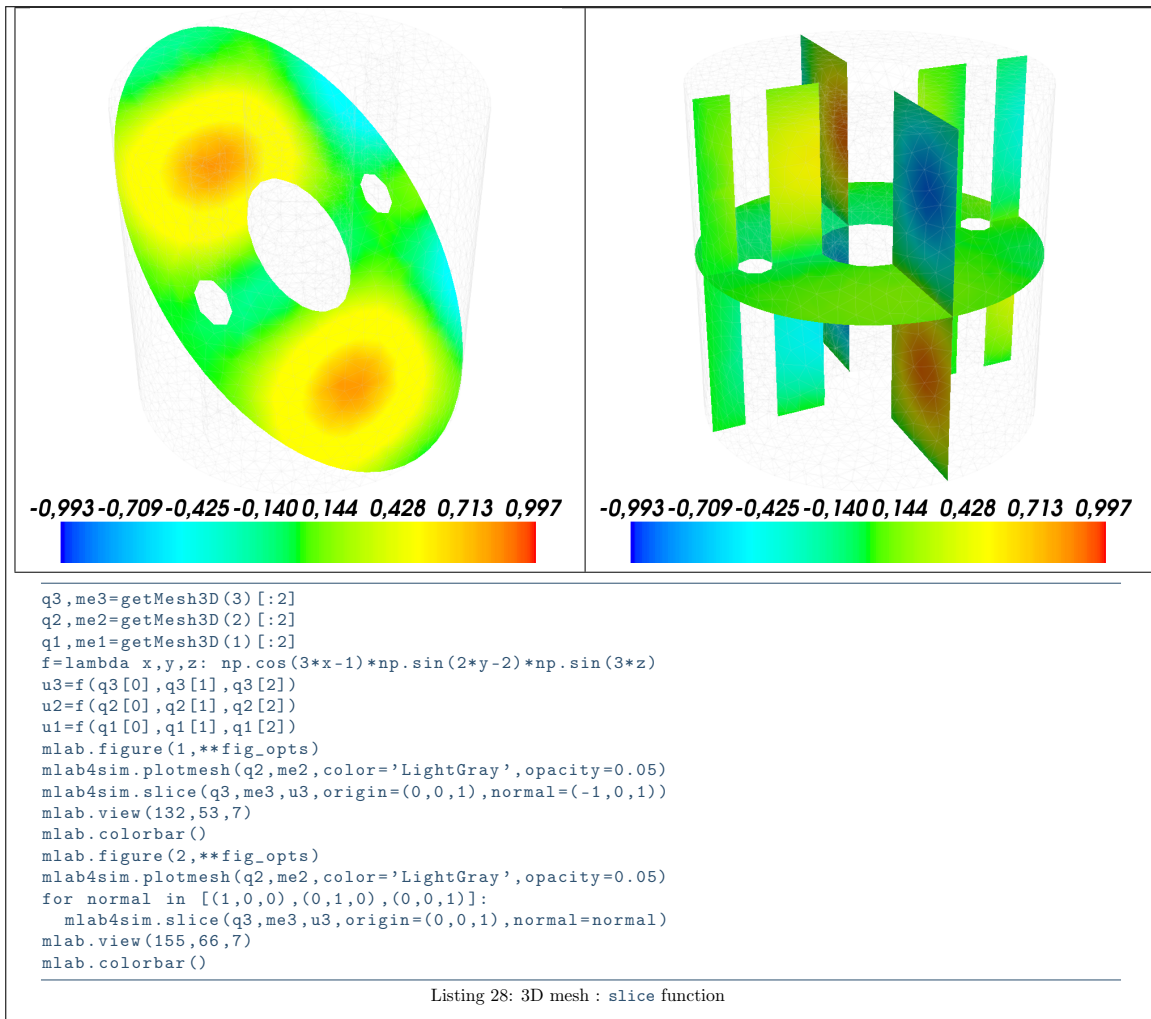 -0,993 -0,709 -0,425 -0,140 0,144 0,428 0,713 0,997
-0,993 -0,709 -0,425 -0,140 0,144 0,428 0,713 0,997
q3,me3=getMesh3D(3)[:2]
q2,me2=getMesh3D(2)[:2]
q1,me1=getMesh3D(1)[:2]
f=lambda x,y,z: np.cos(3*x-1)*np.sin(2*y-2)*np.sin(3*z)
u3=f(q3[0],q3[1],q3[2])
u2=f(q2[0],q2[1],q2[2])
u1=f(q1[0],q1[1],q1[2])
mlab.figure(1,**fig_opts)
mlab4sim.plotmesh(q2,me2,color=’LightGray’,opacity=0.05)
mlab4sim.slice(q3,me3,u3,origin=(0,0,1),normal=(-1,0,1))
mlab.view(132,53,7)
mlab.colorbar()
mlab.figure(2,**fig_opts)
mlab4sim.plotmesh(q2,me2,color=’LightGray’,opacity=0.05)
for normal in [(1,0,0),(0,1,0),(0,0,1)]:
  mlab4sim.slice(q3,me3,u3,origin=(0,0,1),normal=normal)
mlab.view(155,66,7)
mlab.colorbar()
Listing 28: 3D mesh : slice function